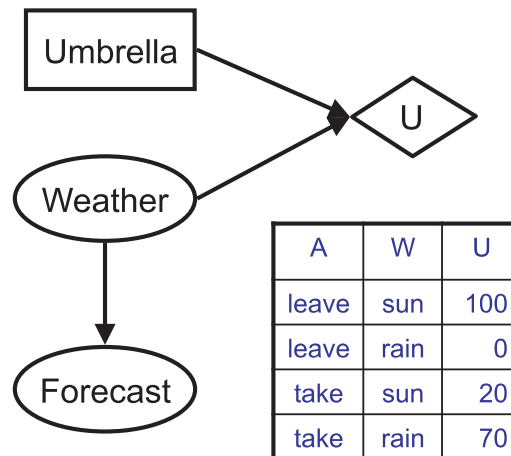 Umbrella
U
Weather
Forecast
A W U
leave sun 100
leave rain 0
take sun 20
take rain 70